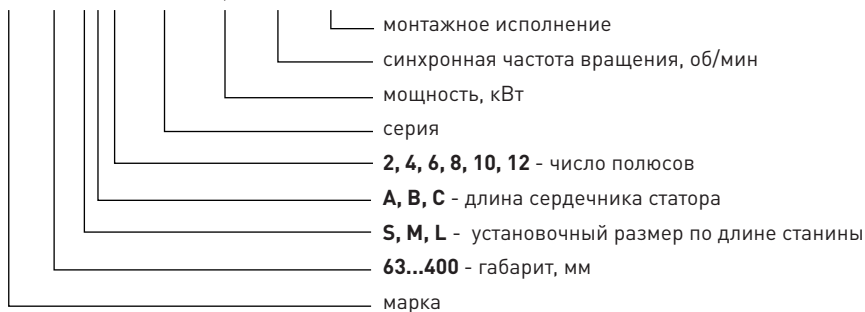 монтажное исполнение
синхронная частота вращения, об/мин
мощность, кВт
серия
2, 4, 6, 8, 10, 12 - число полюсов
A, B, C - длина сердечника статора
S, M, L - установочный размер по длине станины
63...400 - габарит, мм
марка